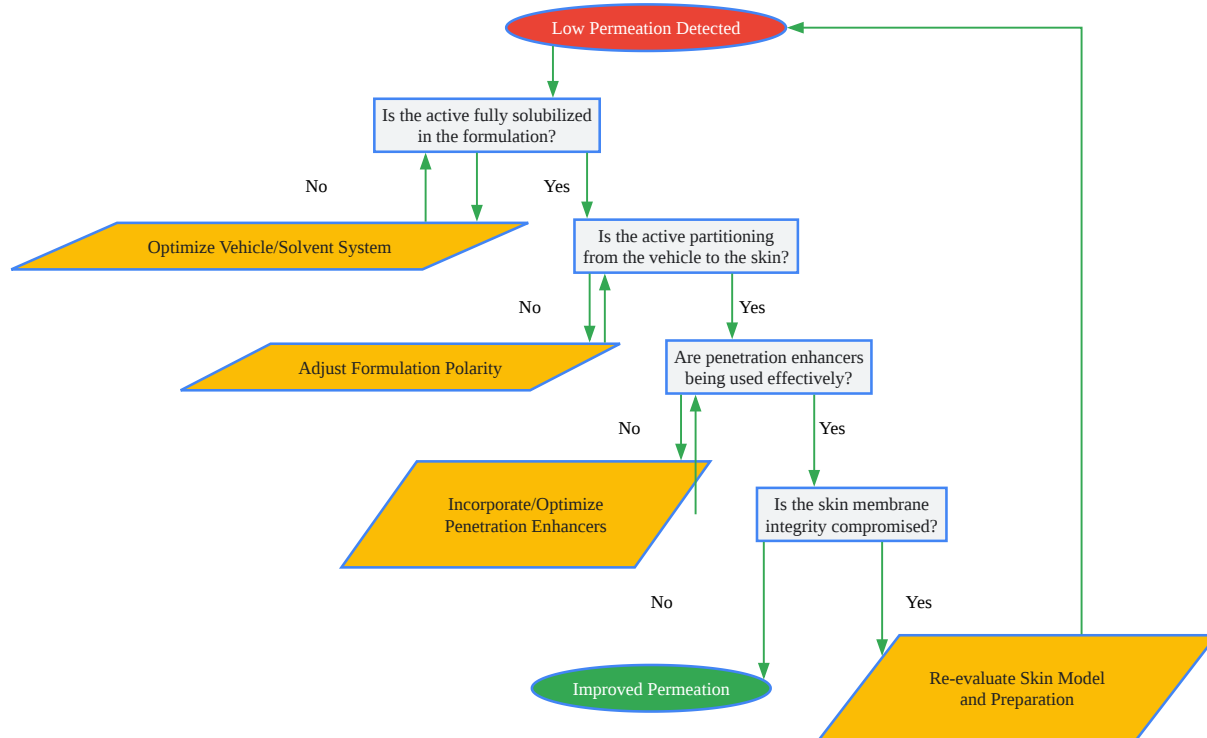 Low Permeation Detected
Is the active fully solubilized
in the formulation?
No
Yes
Optimize Vehicle/Solvent System
Is the active partitioning
from the vehicle to the skin?
No
Yes
Adjust Formulation Polarity
Are penetration enhancers
being used effectively?
No
Yes
Incorporate/Optimize
Penetration Enhancers
Is the skin membrane
integrity compromised?
No
Yes
Improved Permeation
Re-evaluate Skin Model
and Preparation